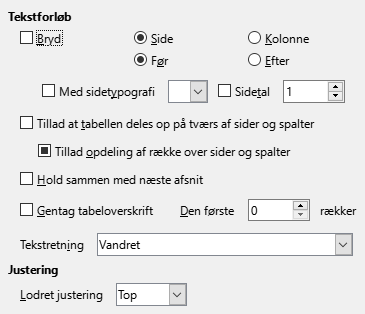 Tekstforløb
Bryd Side Kolonne
Før Efter
Med sidetypografi Sidetal 1
Tillad at tabellen deles op på tværs af sider og spalter
Tillad opdeling af række over sider og spalter
Hold sammen med næste afsnit
Gentag tabeloverskrift Den første 0 rækker
Tekstretning Vandret
Justering
Lodret justering Top